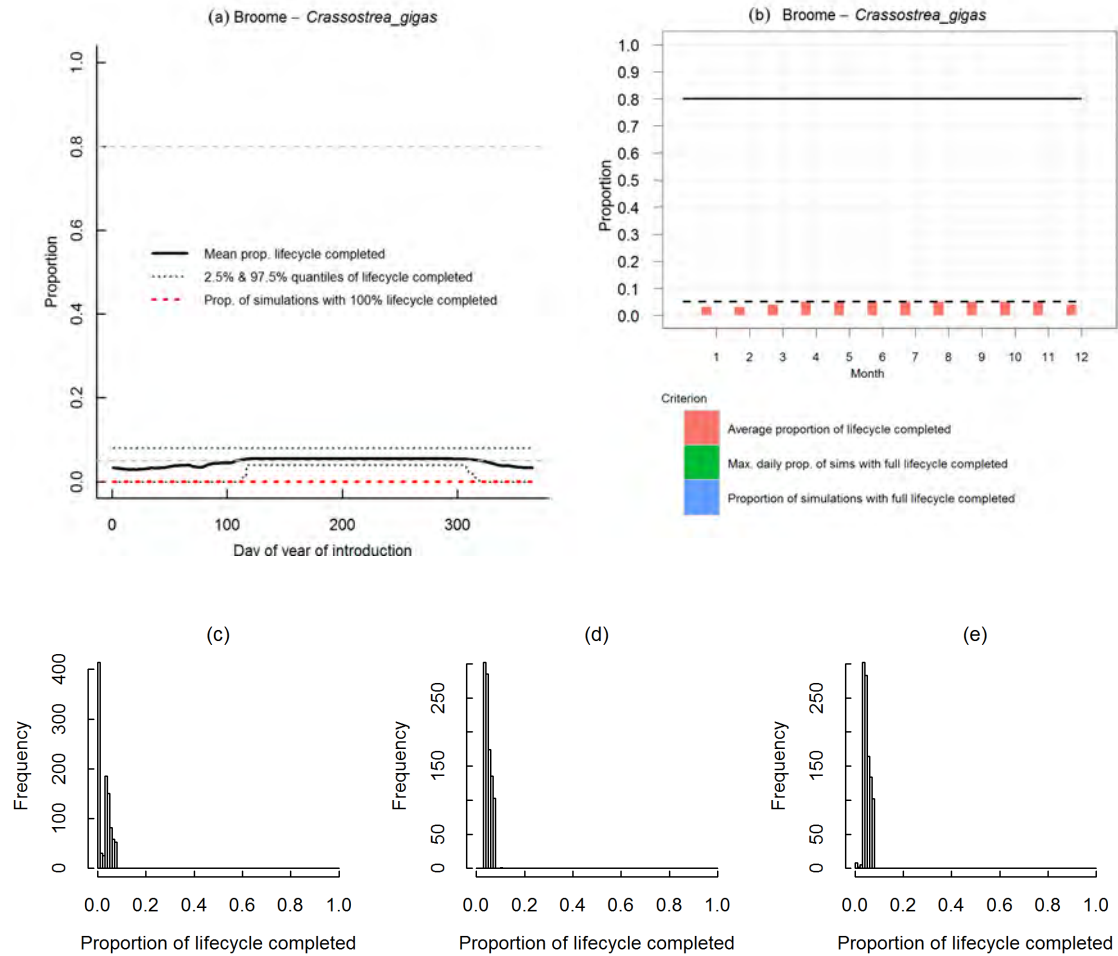 (a) Broome – Crassostrea_gigas
Proportion
1.0
0.8
0.6
0.4
0.2
0.0
Mean prop. lifecycle completed
2.5% & 97.5% quantiles of lifecycle completed
Prop. of simulations with 100% lifecycle completed
0 100 200 300
Day of year of introduction
(b) Broome – Crassostrea_gigas
Proportion
1.0
0.9
0.8
0.7
0.6
0.5
0.4
0.3
0.2
0.1
0.0
1 2 3 4 5 6 7 8 9 10 11 12
Month
Criterion
Average proportion of lifecycle completed
Max. daily prop. of sims with full lifecycle completed
Proportion of simulations with full lifecycle completed
(c)
Frequency
400
300
200
100
0
0.0 0.2 0.4 0.6 0.8 1.0
Proportion of lifecycle completed
(d)
Frequency
250
150
50
0
0.0 0.2 0.4 0.6 0.8 1.0
Proportion of lifecycle completed
(e)
Frequency
250
150
50
0
0.0 0.2 0.4 0.6 0.8 1.0
Proportion of lifecycle completed